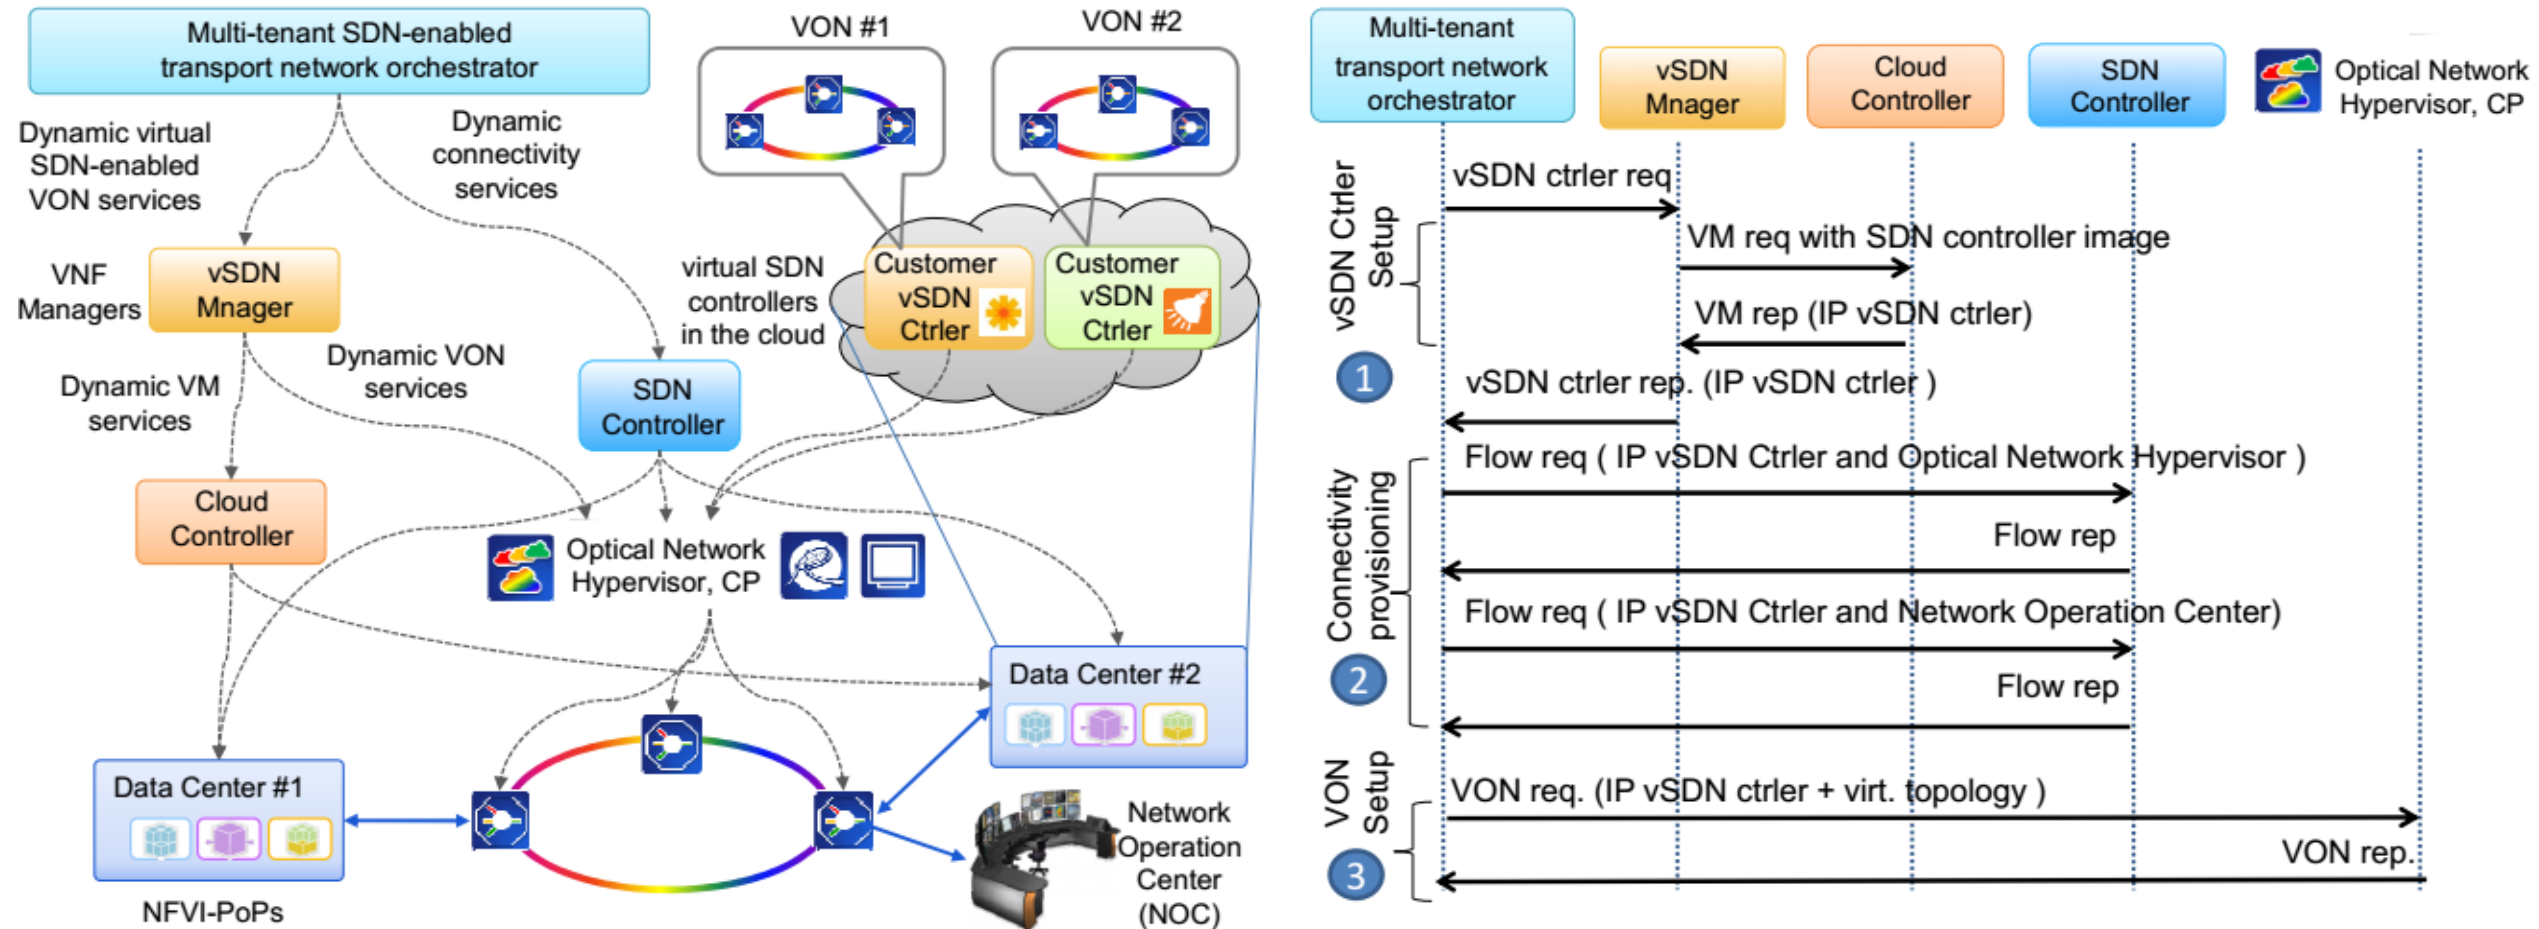 Multi-tenant SDN-enabled
transport network orchestrator
Dynamic virtual
SDN-enabled
VON services
Dynamic
connectivity
services
VON #1
VON #2
VNF
Managers
vSDN
Mnager
virtual SDN
controllers
in the cloud
Customer
vSDN
Ctrler
Customer
vSDN
Ctrler
Dynamic VM
services
Dynamic VON
services
SDN
Controller
Cloud
Controller
Optical Network
Hypervisor, CP
Data Center #2
Data Center #1
NFVI-PoPs
Network
Operation
Center
(NOC)
Multi-tenant
transport network
orchestrator
vSDN
Mnager
Cloud
Controller
SDN
Controller
Optical Network
Hypervisor, CP
vSDN Ctrler
Setup
1
vSDN ctrler req
VM req with SDN controller image
VM rep (IP vSDN ctrler)
vSDN ctrler rep. (IP vSDN ctrler )
Connectivity
provisioning
2
Flow req ( IP vSDN Ctrler and Optical Network Hypervisor )
Flow rep
Flow req ( IP vSDN Ctrler and Network Operation Center)
Flow rep
VON
Setup
3
VON req. (IP vSDN ctrler + virt. topology )
VON rep.